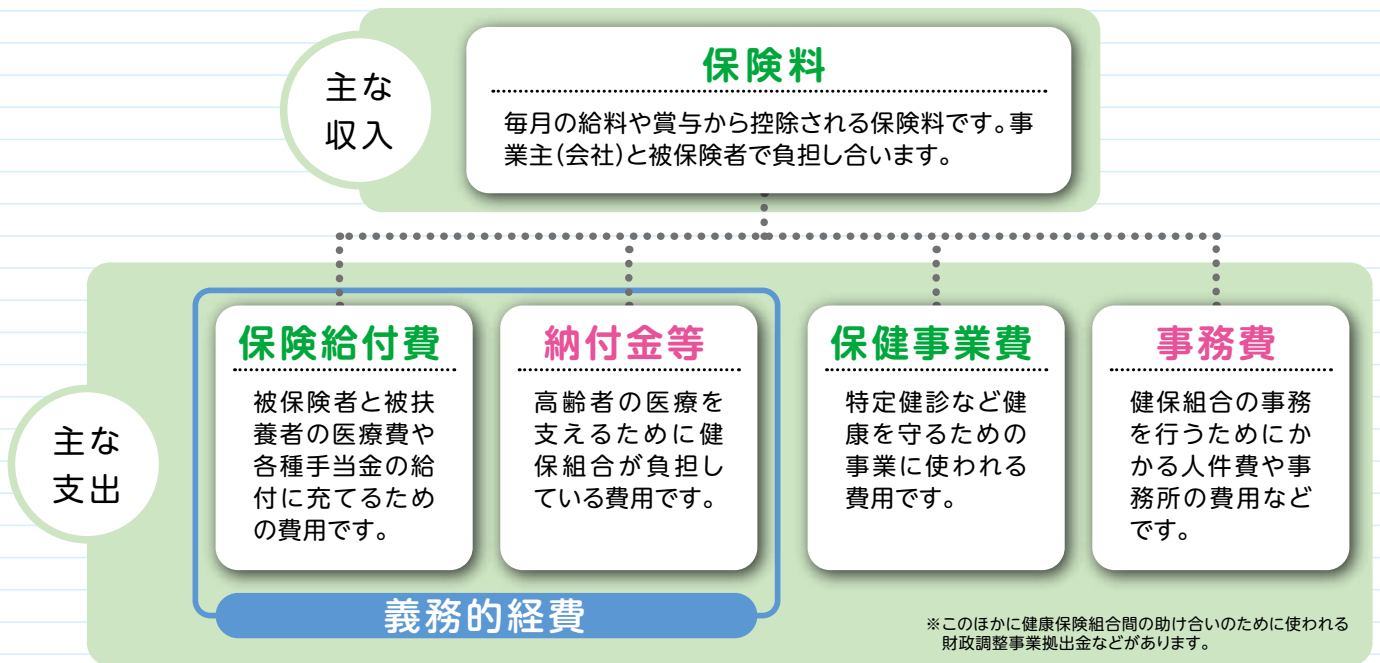 主な
収入
保険料
毎月の給料や賞与から控除される保険料です。事
業主(会社)と被保険者で負担し合います。
主な
支出
保険給付費
被保険者と被扶
養者の医療費や
各種手当金の給
付に充てるため
の費用です。
納付金等
高齢者の医療を
支えるために健
保組合が負担し
ている費用です。
義務的経費
保健事業費
特定健診など健
康を守るための
事業に使われる
費用です。
事務費
健保組合の事務
を行うためにか
かる人件費や事
務所の費用など
です。
※このほかに健康保険組合間の助け合いのために使われる
財政調整事業拠出金などがあります。